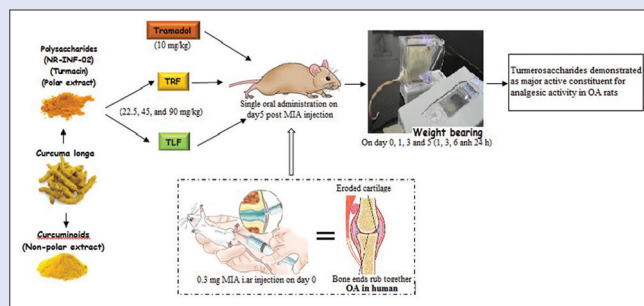 Polysaccharides
(NR-INF-02)
(Turmacin)
(Polar extract)
Curcuma longa
Curcuminoids
(Non-polar extract)
Tramadol
(10 mg/kg)
TRF
(22.5, 45, and 90 mg/kg)
TLF
Single oral administration on
day5 post MIA injection
0.3 mg MIA i.ar injection on day 0
=
Eroded cartilage
Bone ends rub together
OA in human
Weight bearing
On day 0, 1, 3 and 5 (1, 3, 6 anh 24 h)
Turmerosaccharides demonstrated
as major active constituent for
analgesic activity in OA rats